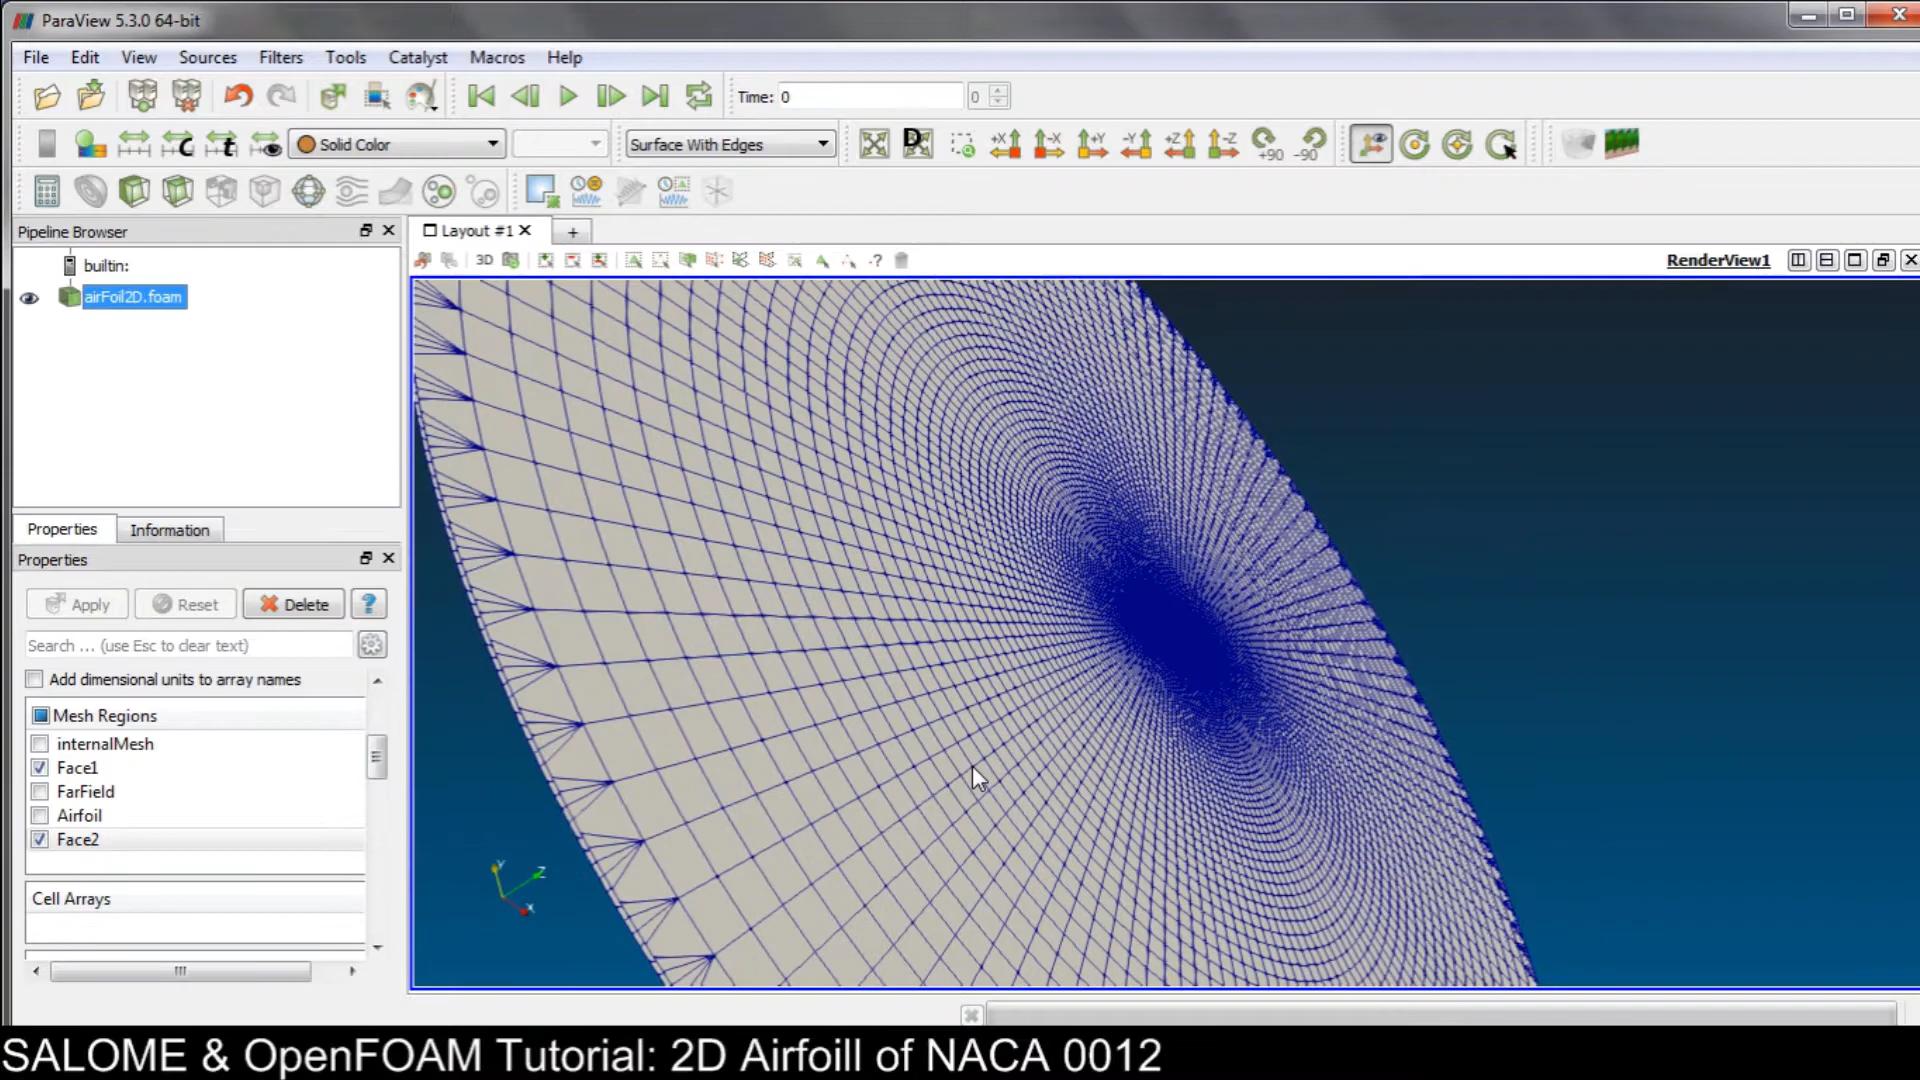 ParaView 5.3.0 64-bit
File Edit View Sources Filters Tools Catalyst Macros Help
Time: 0 0
C t Solid Color Surface With Edges D +X -X +Y -Y +Z -Z +90 -90
Pipeline Browser
Layout #1 +
builtin:
airFoil2D.foam
3D ? RenderView1
Properties Information
Properties
Apply Reset Delete ?
Search ... (use Esc to clear text)
Add dimensional units to array names
Mesh Regions
internalMesh
Face1
FarField
Airfoil
Face2
Cell Arrays
Y Z X
SALOME & OpenFOAM Tutorial: 2D Airfoill of NACA 0012